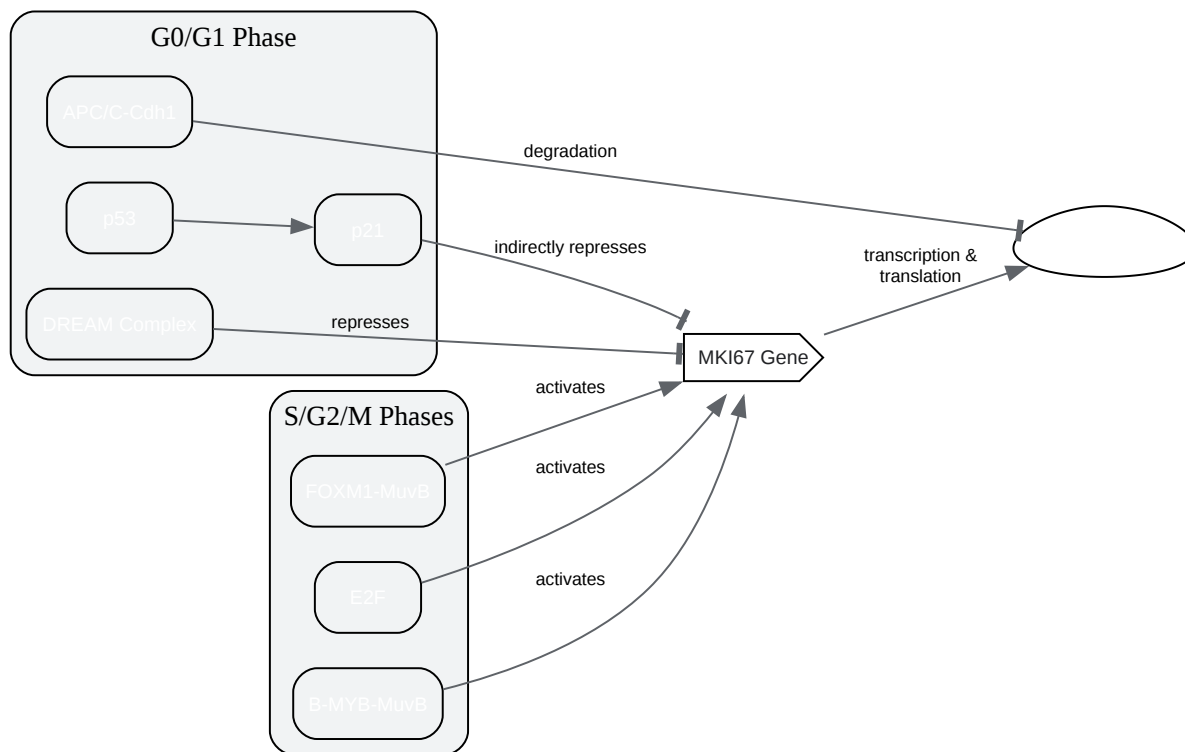 G0/G1 Phase
APC/C-Cdh1
degradation
p53
p21
indirectly represses
transcription &
translation
DREAM Complex
represses
MKI67 Gene
activates
S/G2/M Phases
FOXM1-MuvB
activates
E2F
activates
B-MYB-MuvB